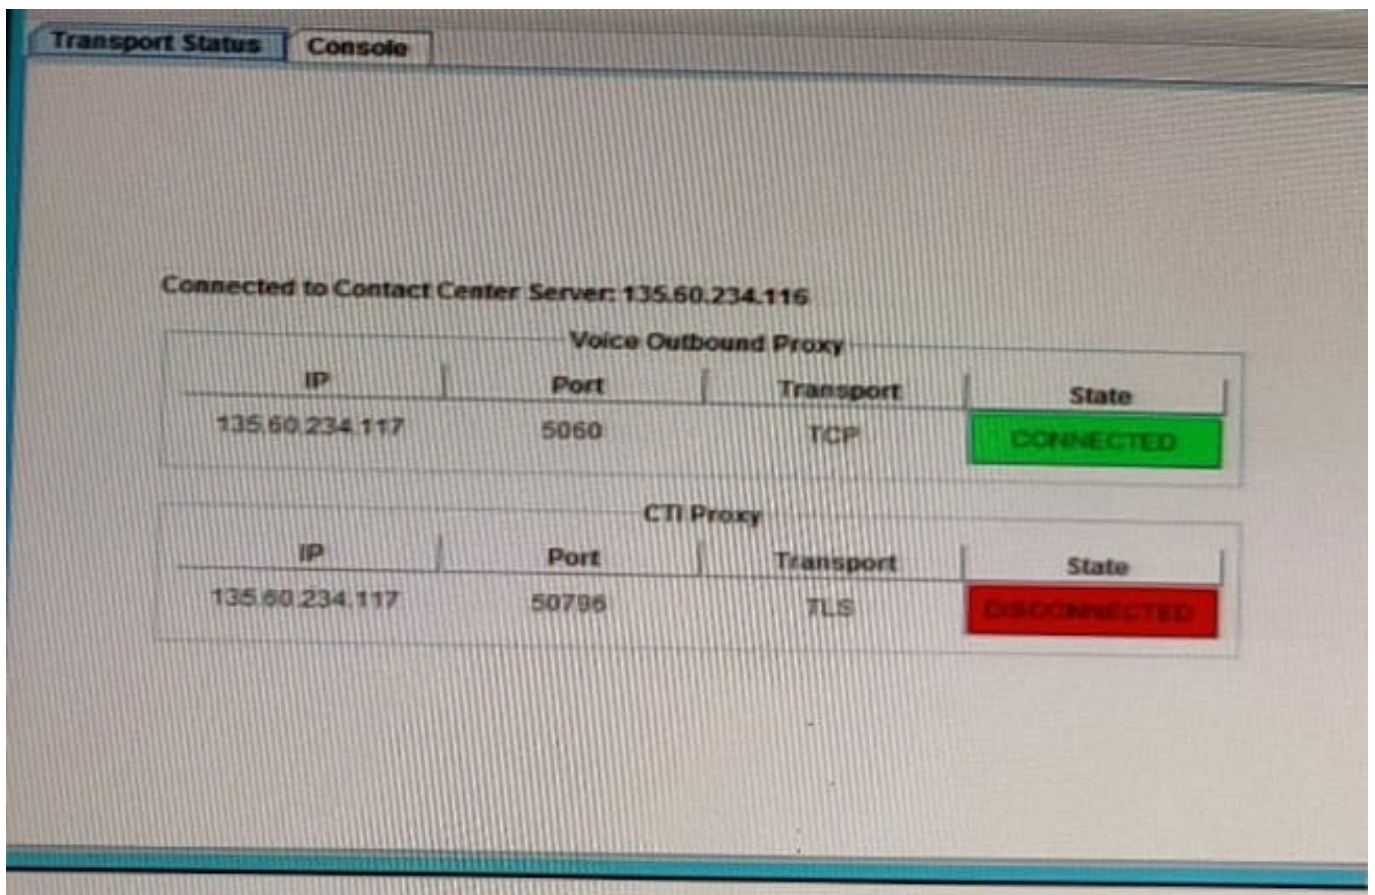 Transport Status Console
Connected to Contact Center Server: 135.60.234.116
Voice Outbound Proxy
IP Port Transport State
135.60.234.117 5060 TCP CONNECTED
CTI Proxy
IP Port Transport State
135.60.234.117 50796 TLS DISCONNECTED